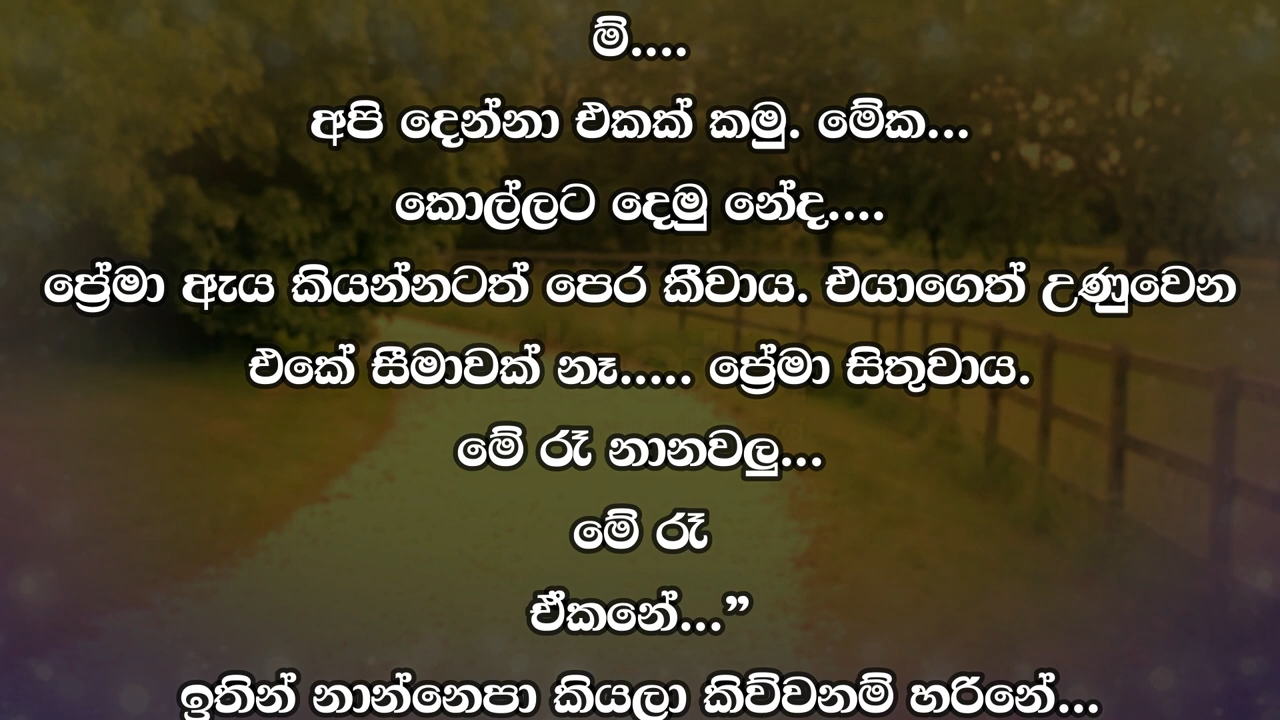 ම්....
අපි දෙන්නා එකක් කමු. මේක...
කොල්ලට දෙමු නේද....
ප්‍රේමා ඇය කියන්නටත් පෙර කීවාය. එයාගෙත් උණුවෙන
එකේ සීමාවක් නෑ..... ප්‍රේමා සිතුවාය.
මේ රෑ නානවලු...
මේ රෑ
ඒකනේ...”
ඉතින් නාන්නෙපා කියලා කිව්වනම් හරිනේ...